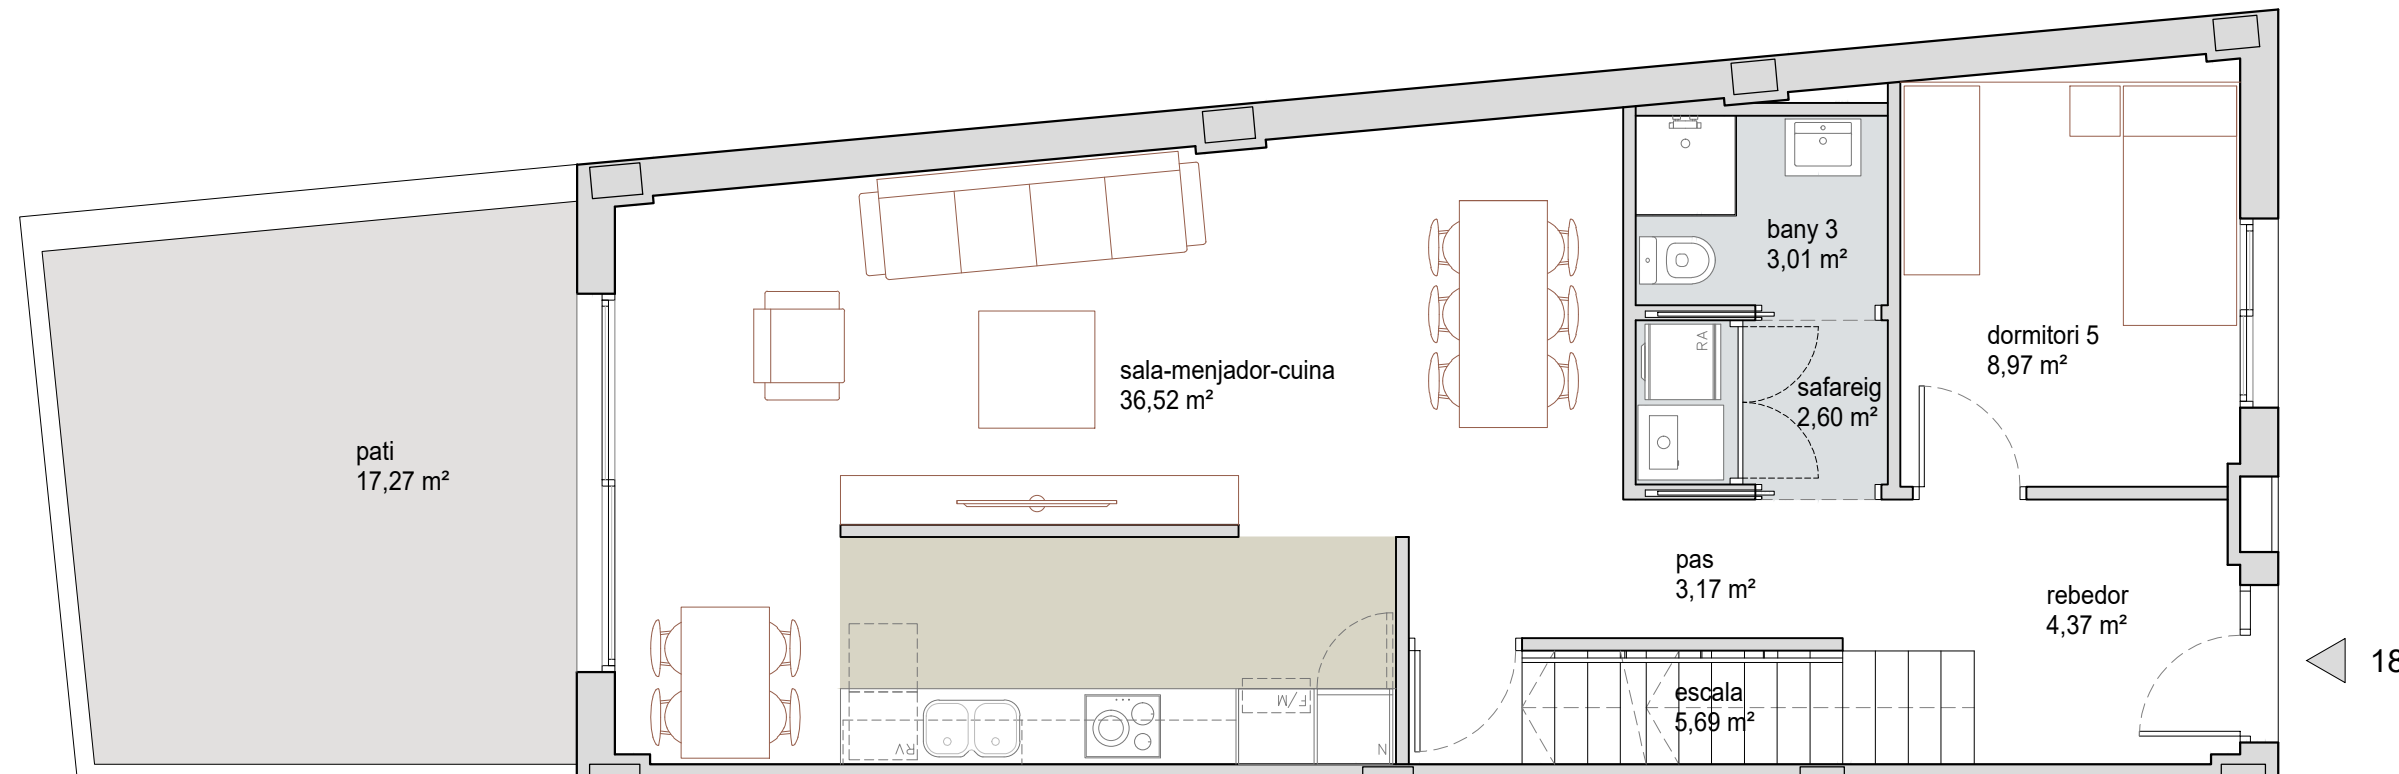 bany 3
3,01 m²
RA
dormitori 5
8,97 m²
sala-menjador-cuina
36,52 m²
safareig
2,60 m²
pati
17,27 m²
pas
3,17 m²
rebedor
4,37 m²
18
escala
5,69 m²
F/M
RV
N